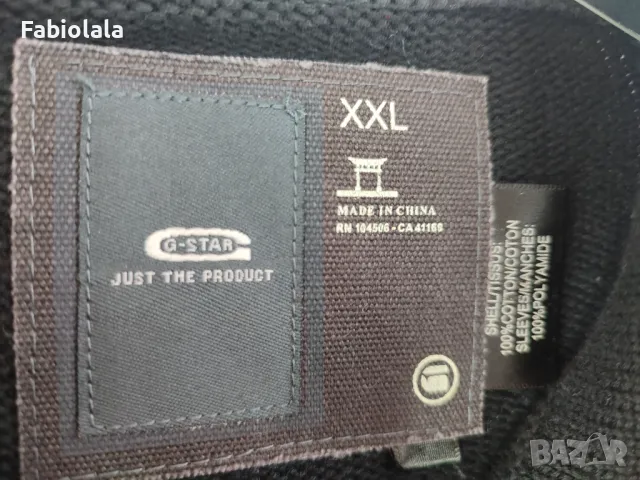 Fabiolala
G-STAR
JUST THE PRODUCT
XXL
MADE IN CHINA
RN 104506 - CA 41168
SHELL/TISSUS:
100%COTTON/COTON
SLEEVES/MANCHES:
100%POLYAMIDE
BAZAR